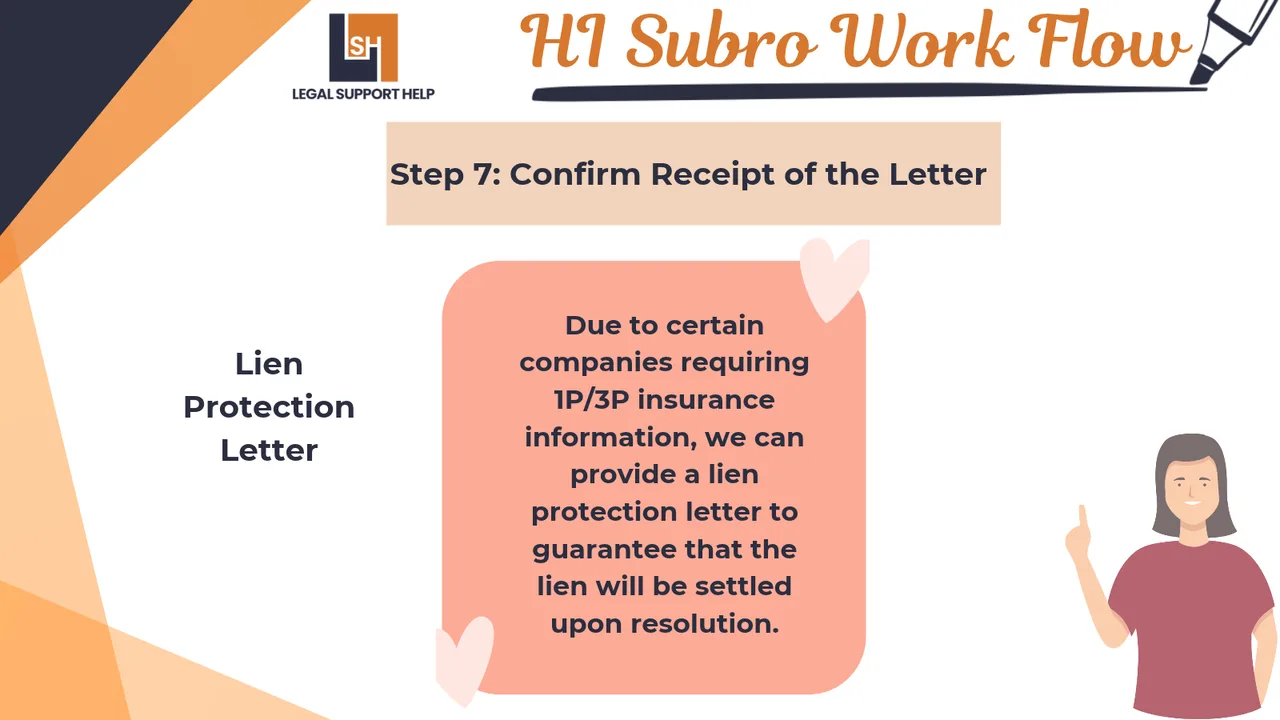 LSH
LEGAL SUPPORT HELP
HI Subro Work Flow
Step 7: Confirm Receipt of the Letter
Lien
Protection
Letter
Due to certain
companies requiring
1P/3P insurance
information, we can
provide a lien
protection letter to
guarantee that the
lien will be settled
upon resolution.